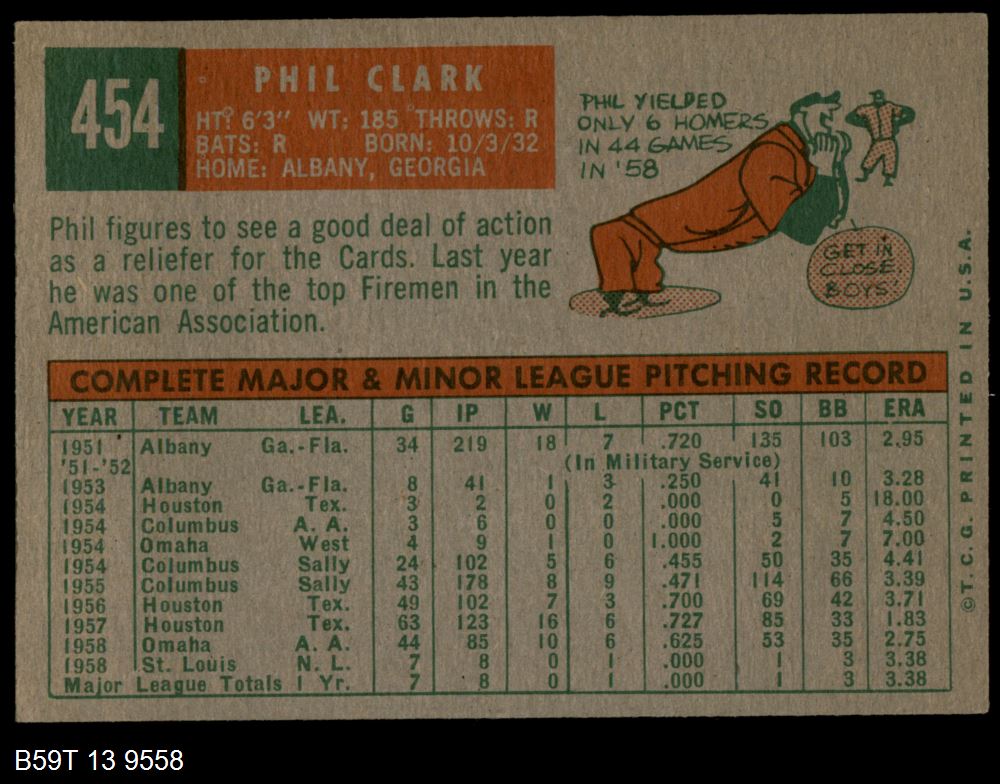 454
PHIL CLARK
HT: 6'3" WT: 185 THROWS: R
BATS: R BORN: 10/3/32
HOME: ALBANY, GEORGIA
PHIL YIELDED
ONLY 6 HOMERS
IN 44 GAMES
IN '58
GET IN
CLOSE,
BOYS!
Phil figures to see a good deal of action
as a reliefer for the Cards. Last year
he was one of the top Firemen in the
American Association.
COMPLETE MAJOR & MINOR LEAGUE PITCHING RECORD
YEAR TEAM LEA. G IP W L PCT SO BB ERA
1951 Albany Ga.-Fla. 34 219 18 7 .720 135 103 2.95
'51-'52 (In Military Service)
1953 Albany Ga.-Fla. 8 41 1 3 .250 41 10 3.28
1954 Houston Tex. 3 2 0 2 .000 0 5 18.00
1954 Columbus A. A. 3 6 0 0 .000 5 7 4.50
1954 Omaha West 4 9 1 0 1.000 2 7 7.00
1954 Columbus Sally 24 102 5 6 .455 50 35 4.41
1955 Columbus Sally 43 178 8 9 .471 114 66 3.39
1956 Houston Tex. 49 102 7 3 .700 69 42 3.71
1957 Houston Tex. 63 123 16 6 .727 85 33 1.83
1958 Omaha A. A. 44 85 10 6 .625 53 35 2.75
1958 St. Louis N. L. 7 8 0 1 .000 1 3 3.38
Major League Totals 1 Yr. 7 8 0 1 .000 1 3 3.38
©T.C.G. PRINTED IN U.S.A.
B59T 13 9558